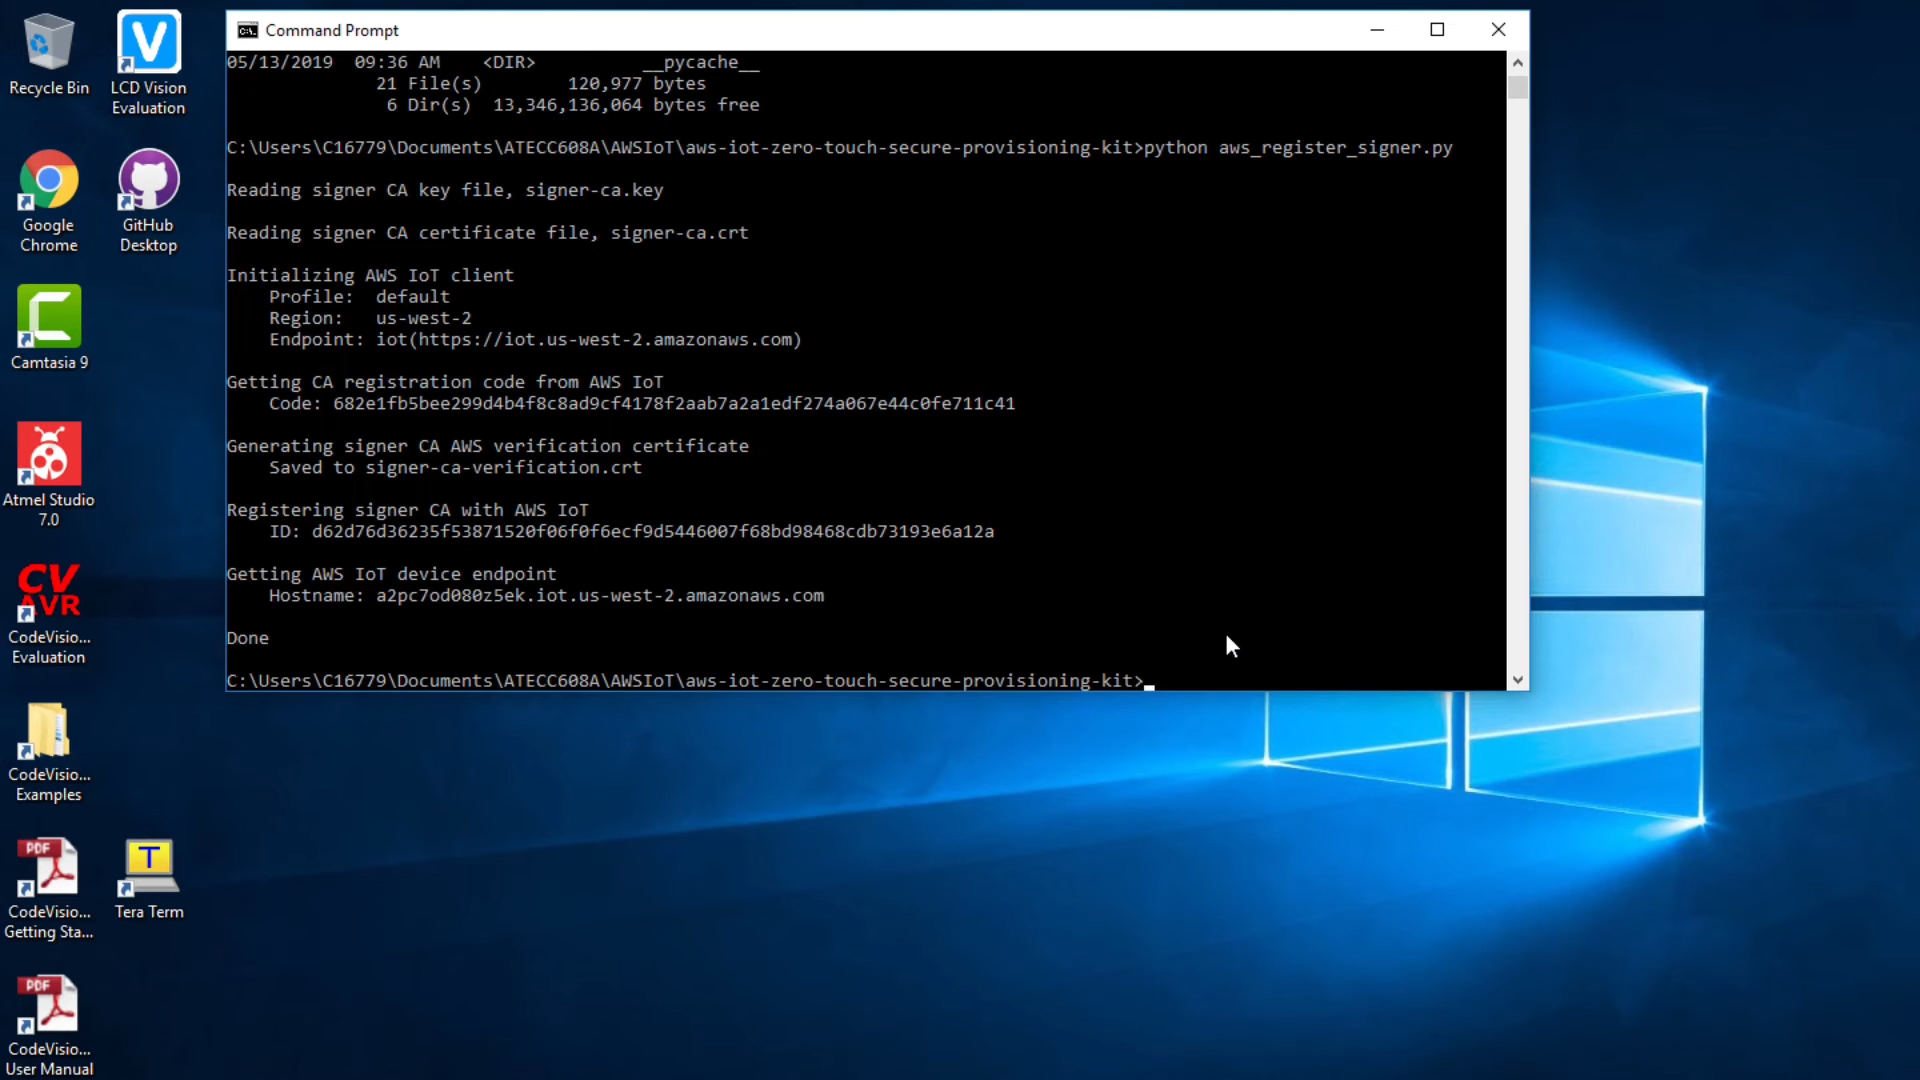 Command Prompt
05/13/2019  09:36 AM    <DIR>          __pycache__
21 File(s)        120,977 bytes
6 Dir(s)  13,346,136,064 bytes free
C:\Users\C16779\Documents\ATECC608A\AWSIoT\aws-iot-zero-touch-secure-provisioning-kit>python aws_register_signer.py
Reading signer CA key file, signer-ca.key
Reading signer CA certificate file, signer-ca.crt
Initializing AWS IoT client
Profile:  default
Region:   us-west-2
Endpoint: iot(https://iot.us-west-2.amazonaws.com)
Getting CA registration code from AWS IoT
Code: 682e1fb5bee299d4b4f8c8ad9cf4178f2aab7a2a1edf274a067e44c0fe711c41
Generating signer CA AWS verification certificate
Saved to signer-ca-verification.crt
Registering signer CA with AWS IoT
ID: d62d76d36235f53871520f06f0f6ecf9d5446007f68bd98468cdb73193e6a12a
Getting AWS IoT device endpoint
Hostname: a2pc7od080z5ek.iot.us-west-2.amazonaws.com
Done
C:\Users\C16779\Documents\ATECC608A\AWSIoT\aws-iot-zero-touch-secure-provisioning-kit>
Recycle Bin
LCD Vision
Evaluation
Google
Chrome
GitHub
Desktop
Camtasia 9
Atmel Studio
7.0
CV
AVR
CodeVisio...
Evaluation
CodeVisio...
Examples
PDF
CodeVisio...
Getting Sta...
T
Tera Term
PDF
CodeVisio...
User Manual